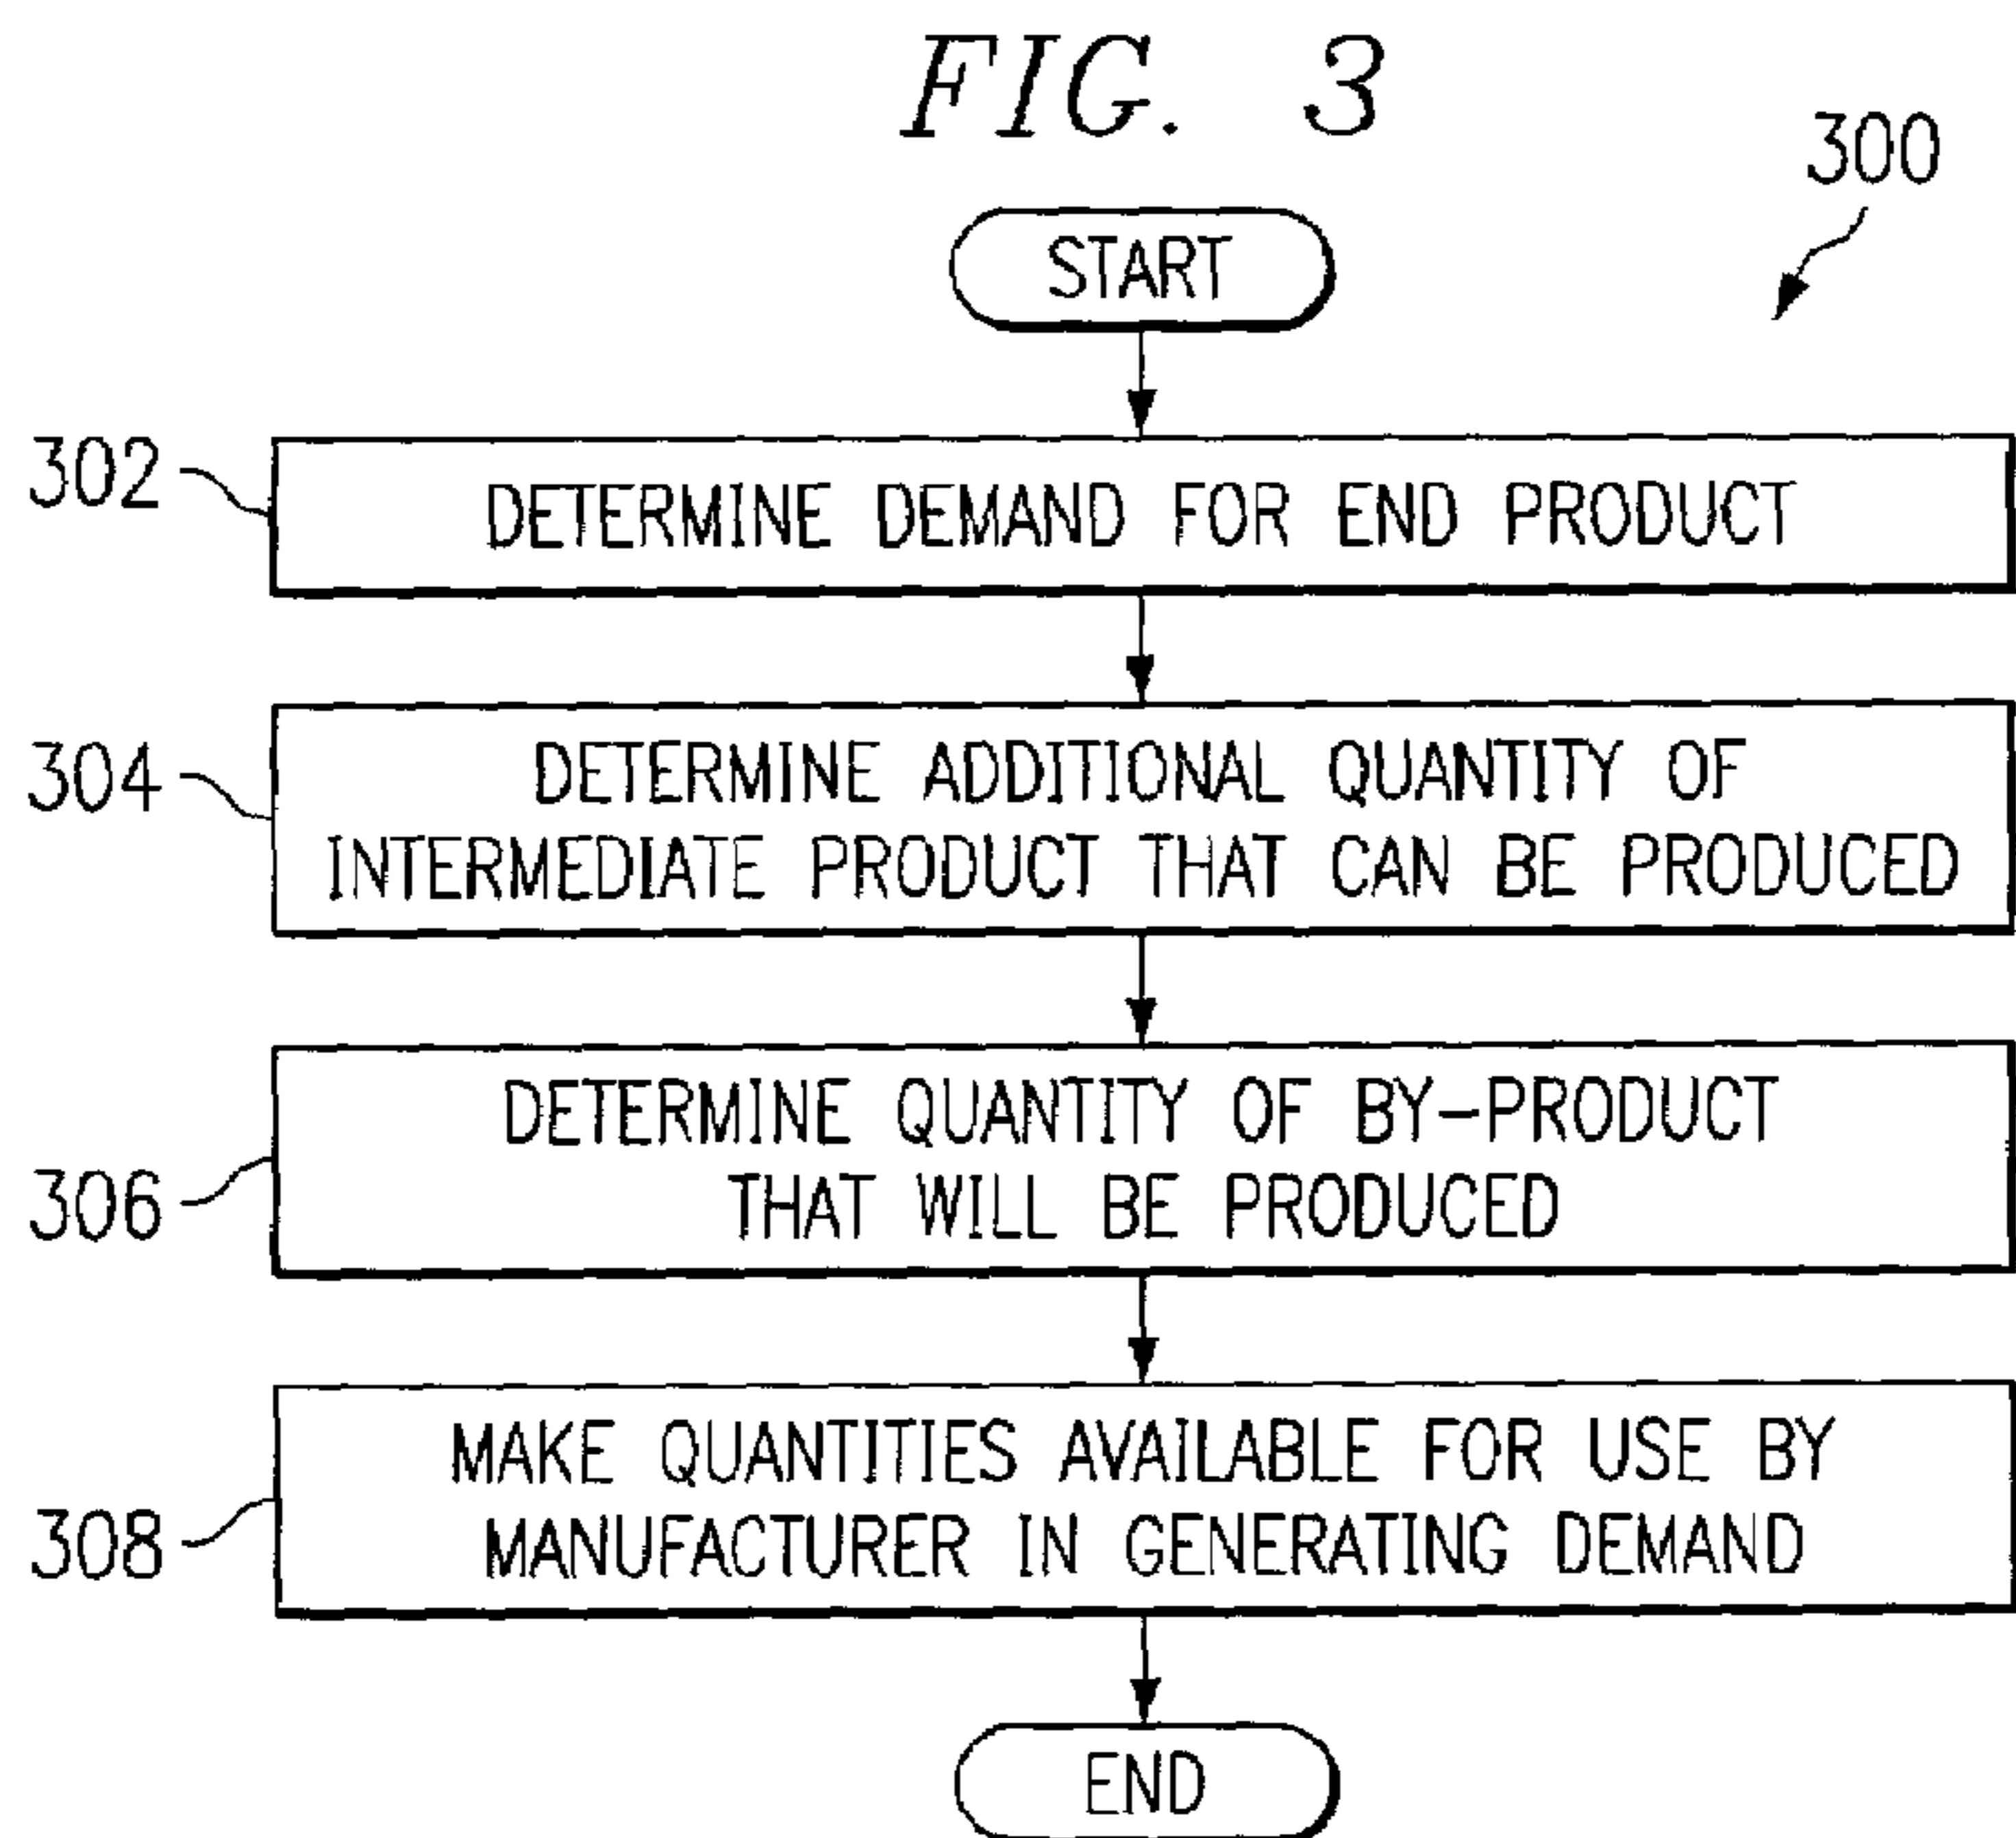 FIG. 3
300
START
302
DETERMINE DEMAND FOR END PRODUCT
304
DETERMINE ADDITIONAL QUANTITY OF
INTERMEDIATE PRODUCT THAT CAN BE PRODUCED
306
DETERMINE QUANTITY OF BY-PRODUCT
THAT WILL BE PRODUCED
308
MAKE QUANTITIES AVAILABLE FOR USE BY
MANUFACTURER IN GENERATING DEMAND
END